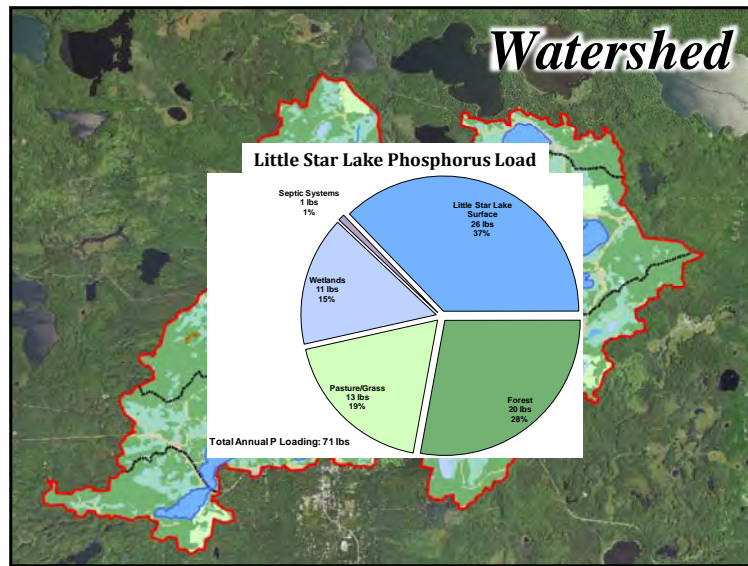 Watershed
Little Star Lake Phosphorus Load
Septic Systems
1 lbs
1%
Little Star Lake
Surface
26 lbs
37%
Wetlands
11 lbs
15%
Pasture/Grass
13 lbs
19%
Forest
20 lbs
28%
Total Annual P Loading: 71 lbs